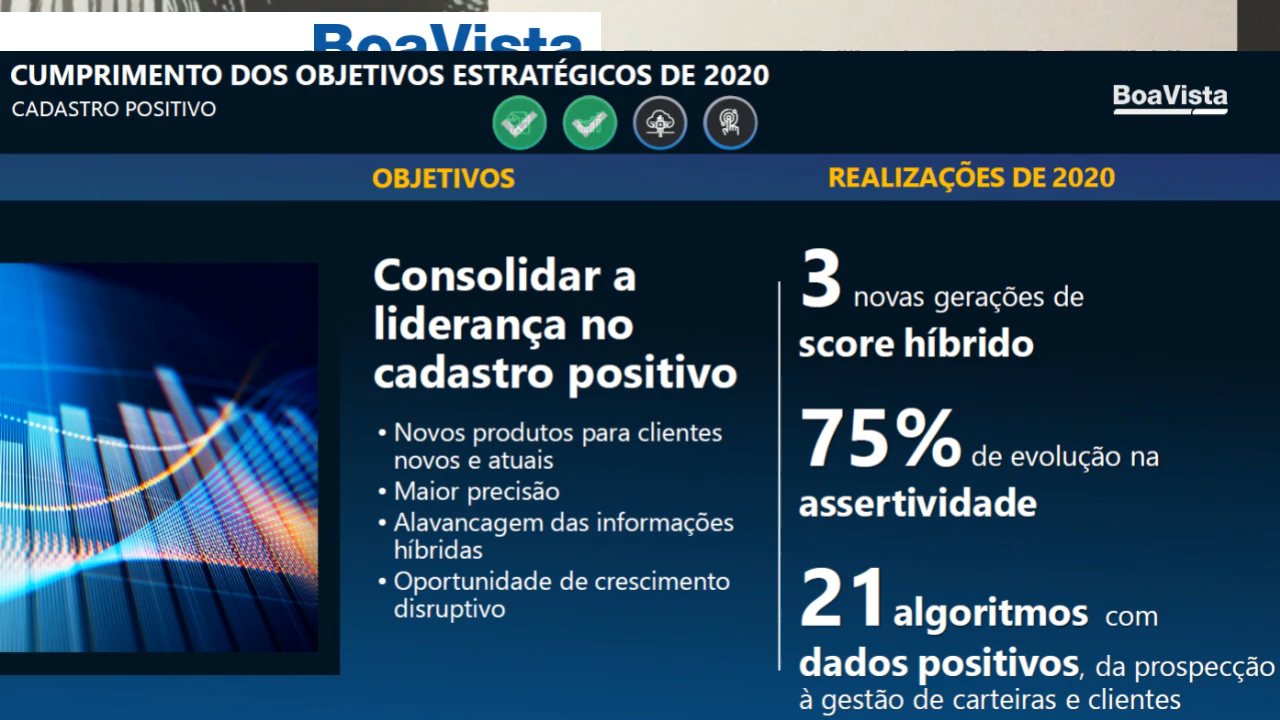 BoaVista
CUMPRIMENTO DOS OBJETIVOS ESTRATÉGICOS DE 2020
CADASTRO POSITIVO
BoaVista
OBJETIVOS
REALIZAÇÕES DE 2020
Consolidar a
liderança no
cadastro positivo
• Novos produtos para clientes
novos e atuais
• Maior precisão
• Alavancagem das informações
híbridas
• Oportunidade de crescimento
disruptivo
3 novas gerações de
score híbrido
75% de evolução na
assertividade
21 algoritmos com
dados positivos, da prospecção
à gestão de carteiras e clientes